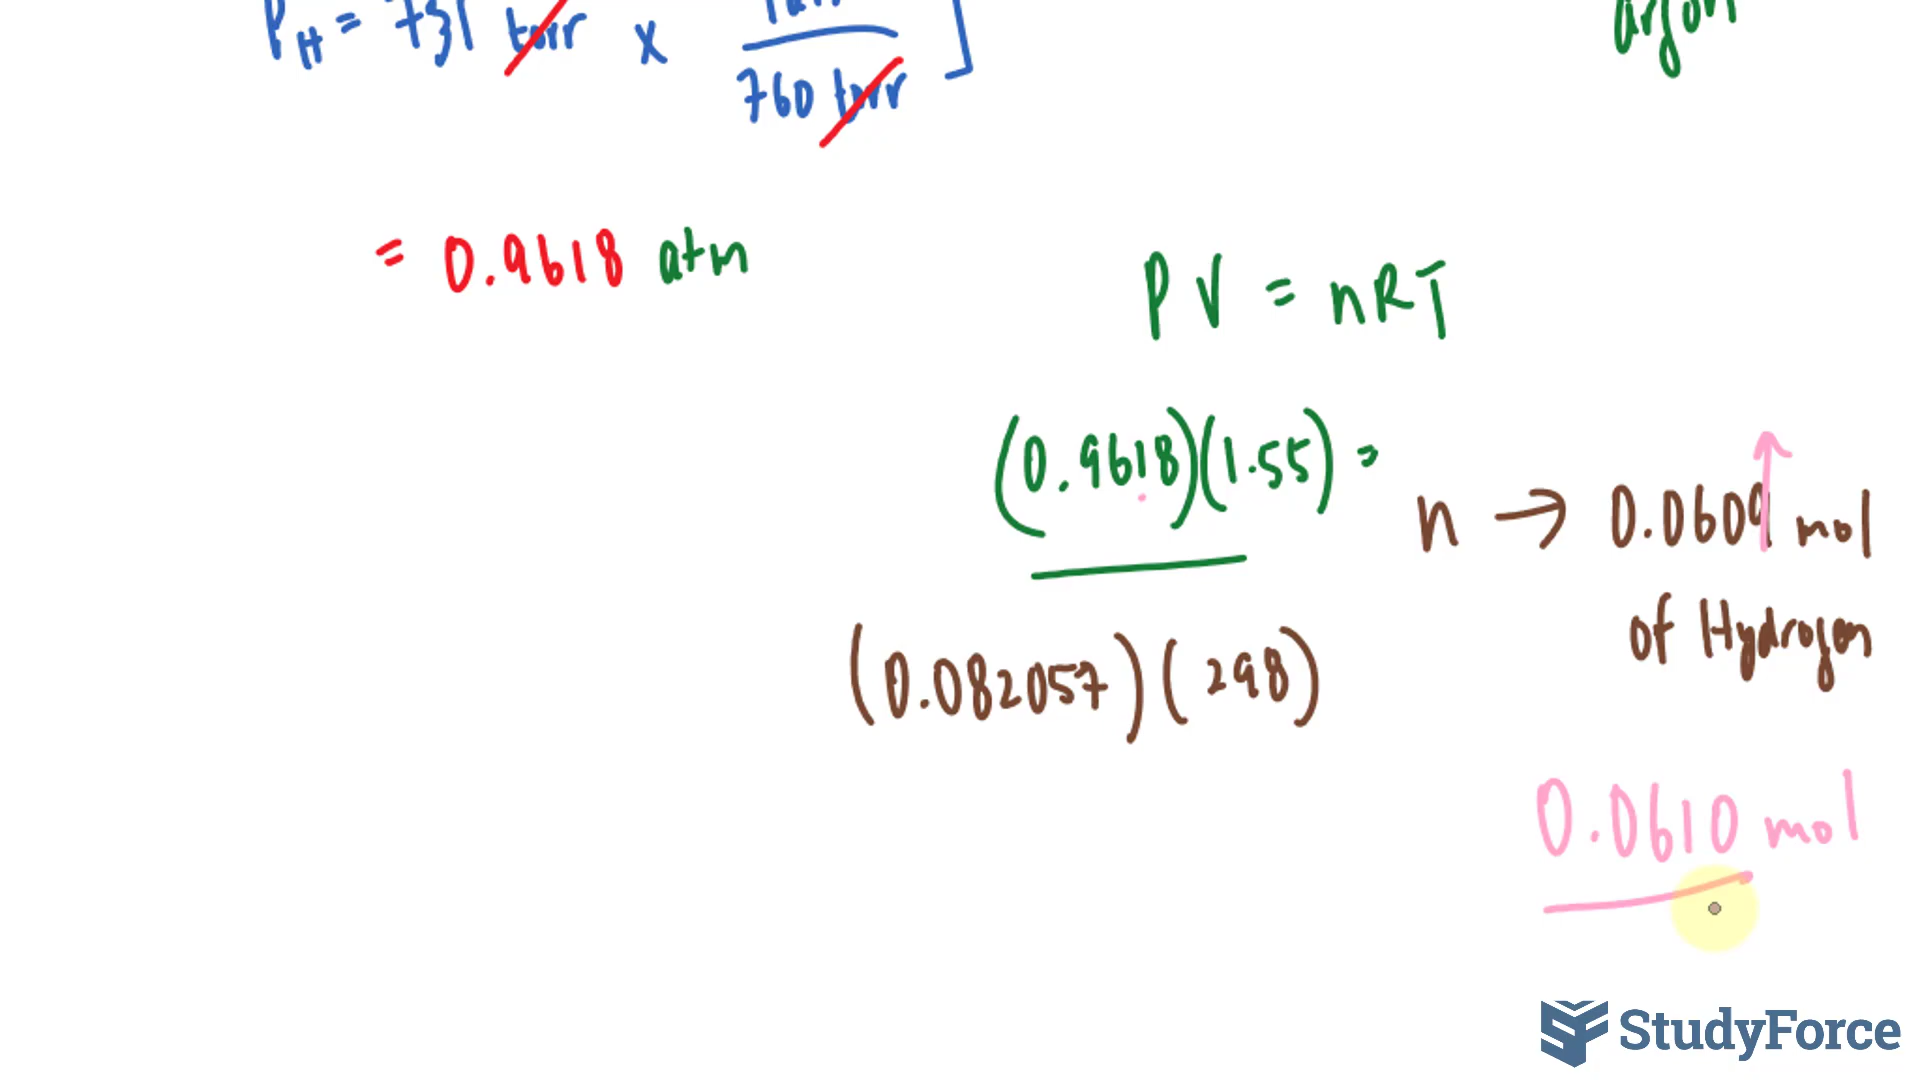 P_H = 731 torr x 760 torr ]
argon
= 0.9618 atm
PV = nRT
(0.9618)(1.55) =
(0.082057)(298)
n → 0.0609 mol
of Hydrogen
0.0610 mol
StudyForce